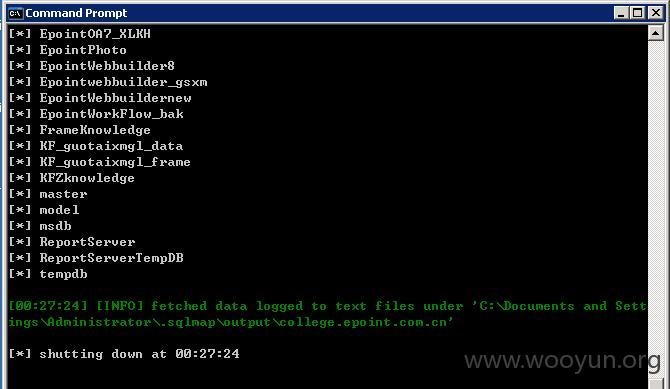 Command Prompt
[*] EpointOA7_XLKH
[*] EpointPhoto
[*] EpointWebbuilder8
[*] Epointwebbuilder_gsxm
[*] EpointWebbuildernew
[*] EpointWorkFlow_bak
[*] FrameKnowledge
[*] KF_guotaixmgl_data
[*] KF_guotaixmgl_frame
[*] KFZknowledge
[*] master
[*] model
[*] msdb
[*] ReportServer
[*] ReportServerTempDB
[*] tempdb
[00:27:24] [INFO] fetched data logged to text files under 'C:\Documents and Sett
ings\Administrator\.sqlmap\output\college.epoint.com.cn'
[*] shutting down at 00:27:24
www.wooyun.org